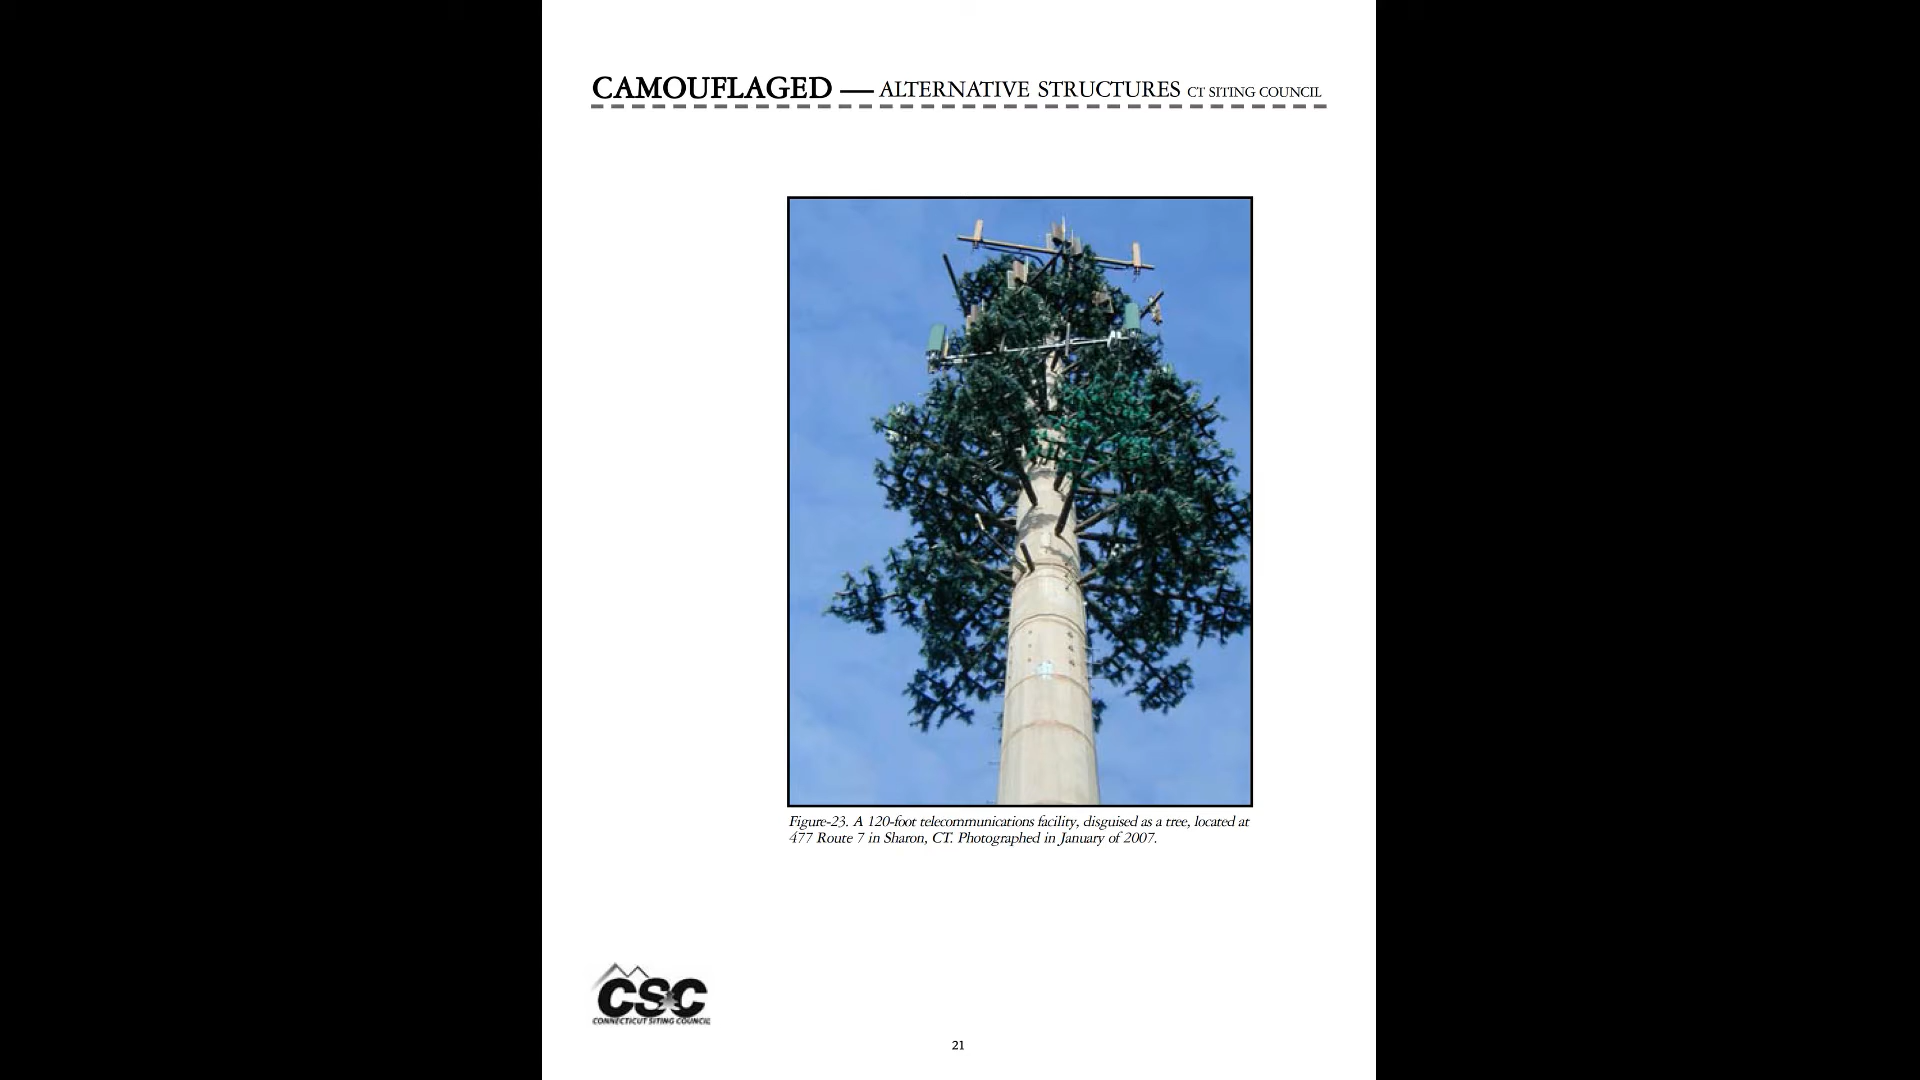 CAMOUFLAGED — ALTERNATIVE STRUCTURES CT SITING COUNCIL
Figure-23. A 120-foot telecommunications facility, disguised as a tree, located at
477 Route 7 in Sharon, CT. Photographed in January of 2007.
CSC
CONNECTICUT SITING COUNCIL
21